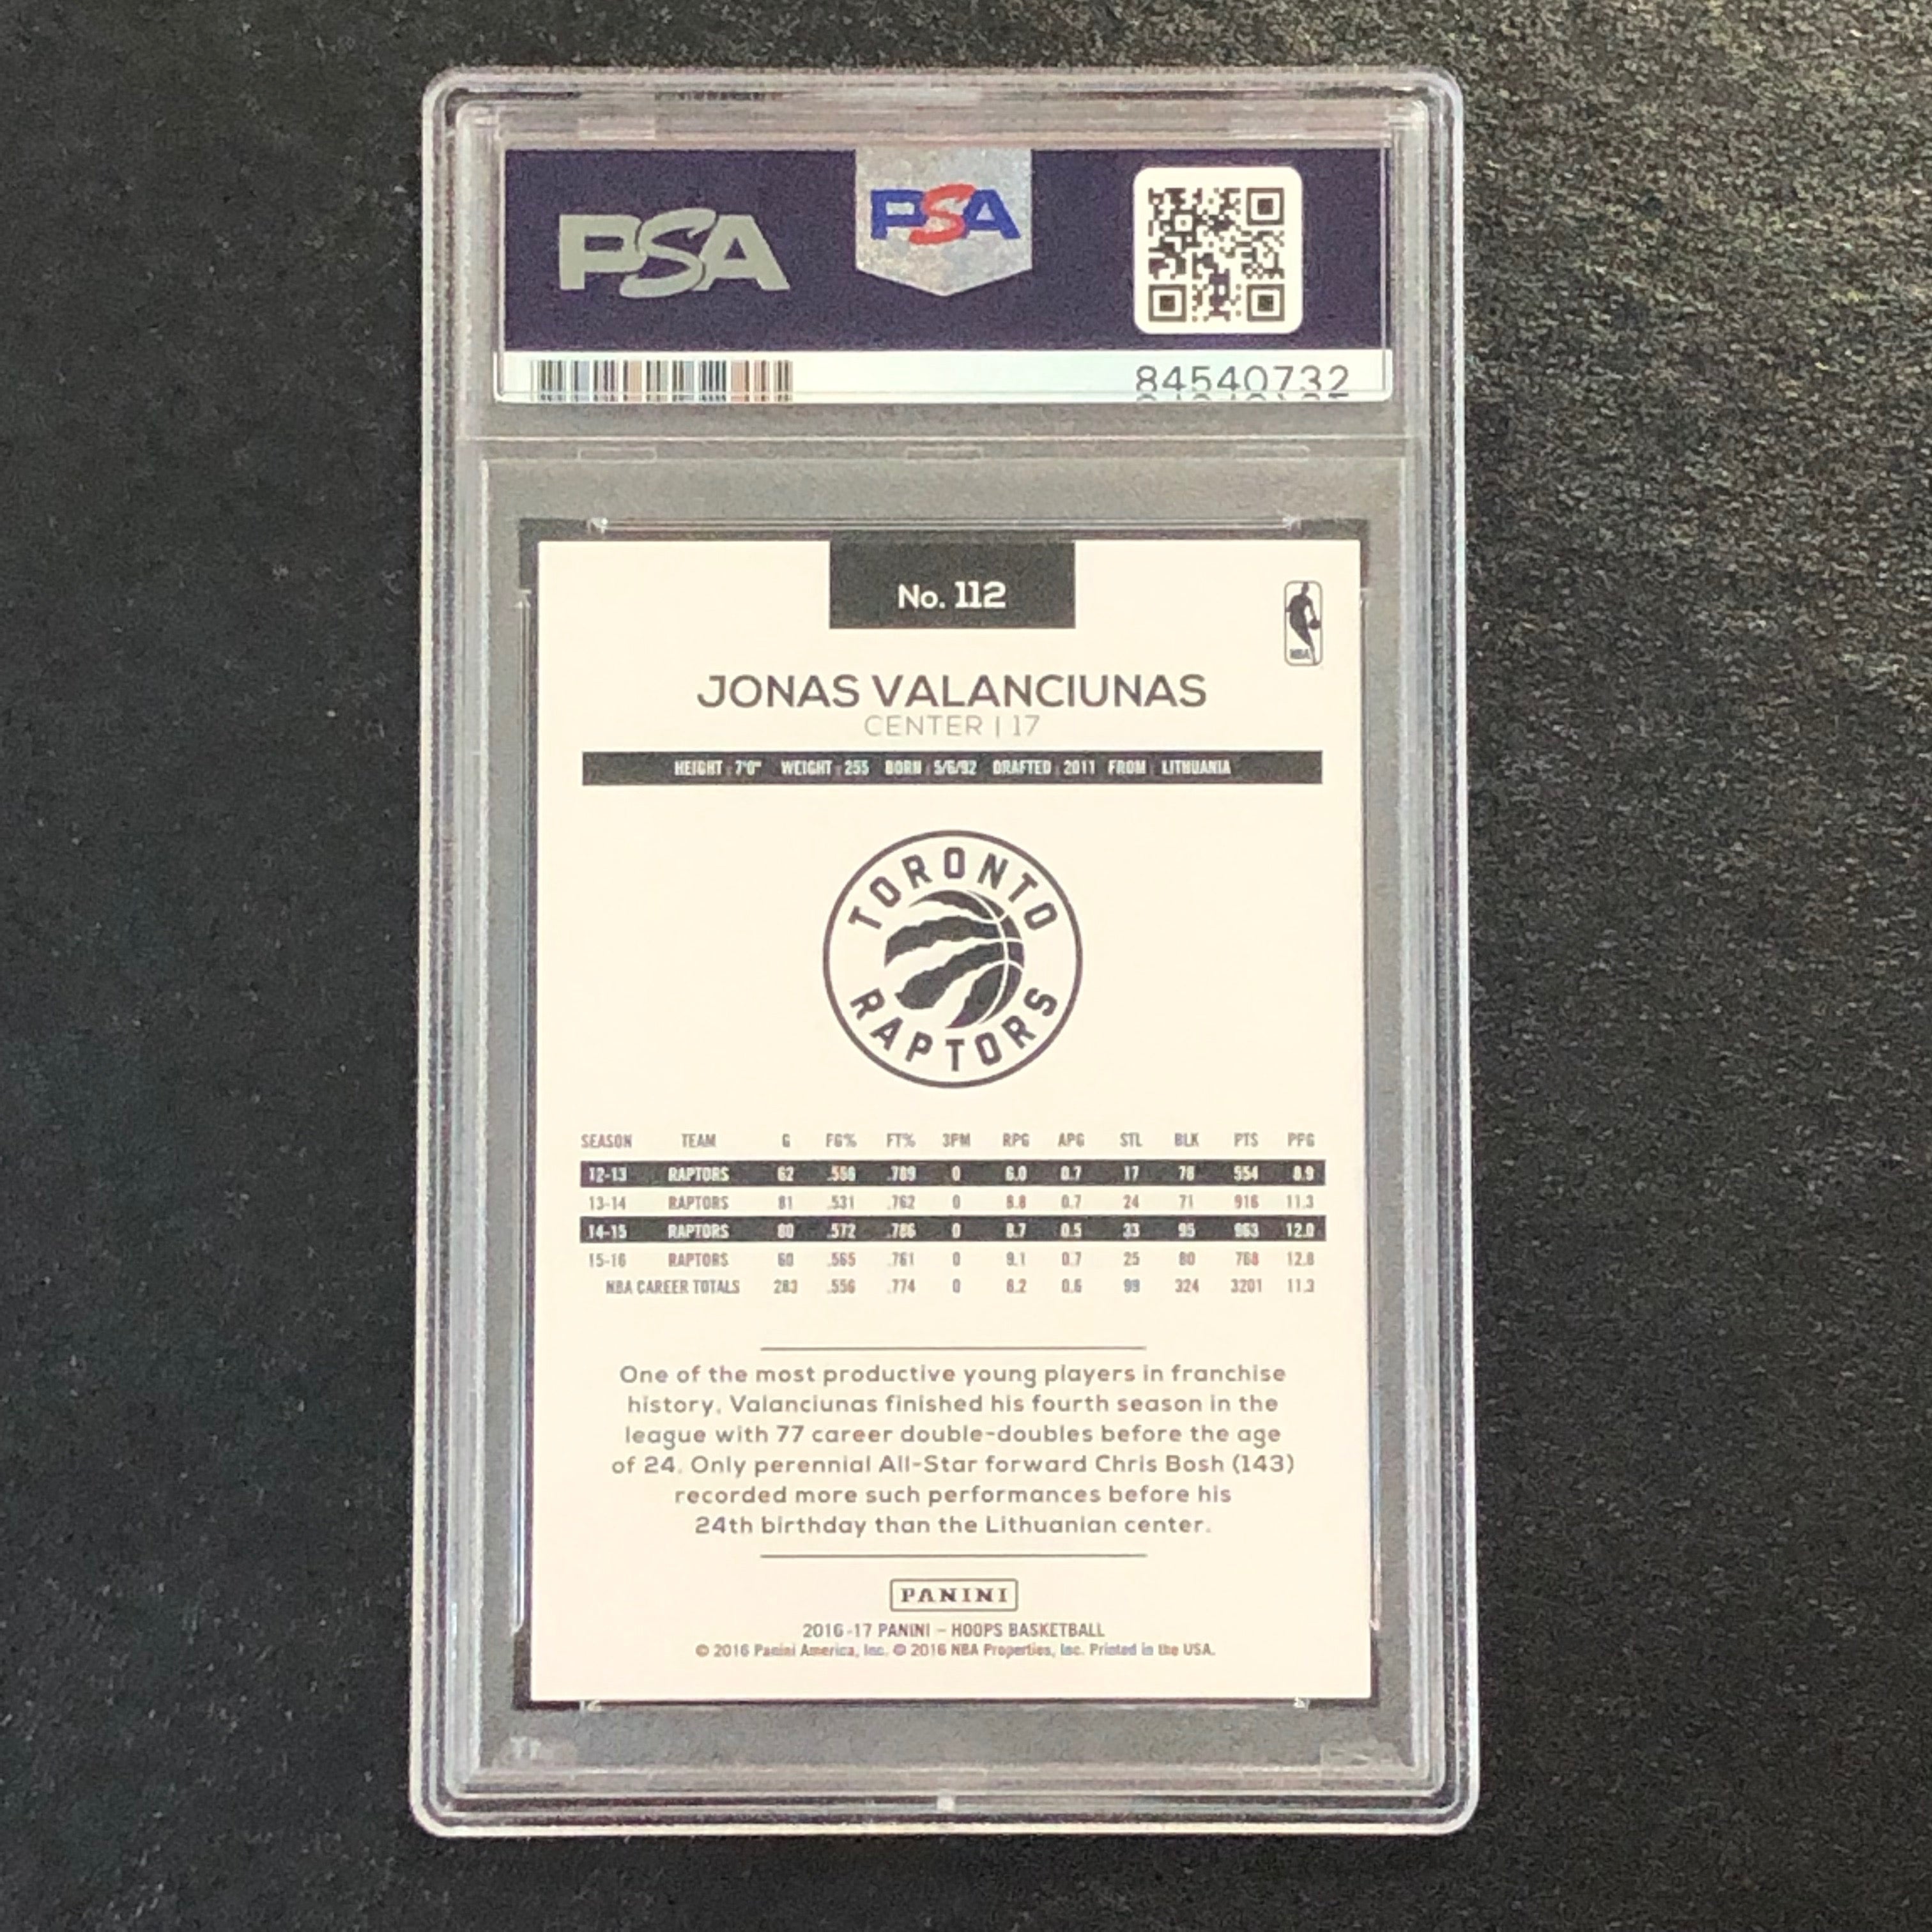 PSA
PSA
84540732
No. 112
NBA
JONAS VALANCIUNAS
CENTER | 17
HEIGHT : 7'0" WEIGHT : 255 BORN : 5/6/92 DRAFTED : 2011 FROM : LITHUANIA
TORONTO
RAPTORS
SEASON TEAM G FG% FT% 3PM RPG APG STL BLK PTS PPG
12-13 RAPTORS 62 .556 .789 0 6.0 0.7 17 78 554 8.9
13-14 RAPTORS 81 .531 .762 0 8.8 0.7 24 71 916 11.3
14-15 RAPTORS 80 .572 .786 0 8.7 0.5 33 95 963 12.0
15-16 RAPTORS 60 .565 .761 0 9.1 0.7 25 80 768 12.8
NBA CAREER TOTALS 283 .556 .774 0 8.2 0.6 99 324 3201 11.3
One of the most productive young players in franchise
history, Valanciunas finished his fourth season in the
league with 77 career double-doubles before the age
of 24. Only perennial All-Star forward Chris Bosh (143)
recorded more such performances before his
24th birthday than the Lithuanian center.
PANINI
2016-17 PANINI – HOOPS BASKETBALL
© 2016 Panini America, Inc. © 2016 NBA Properties, Inc. Printed in the USA.